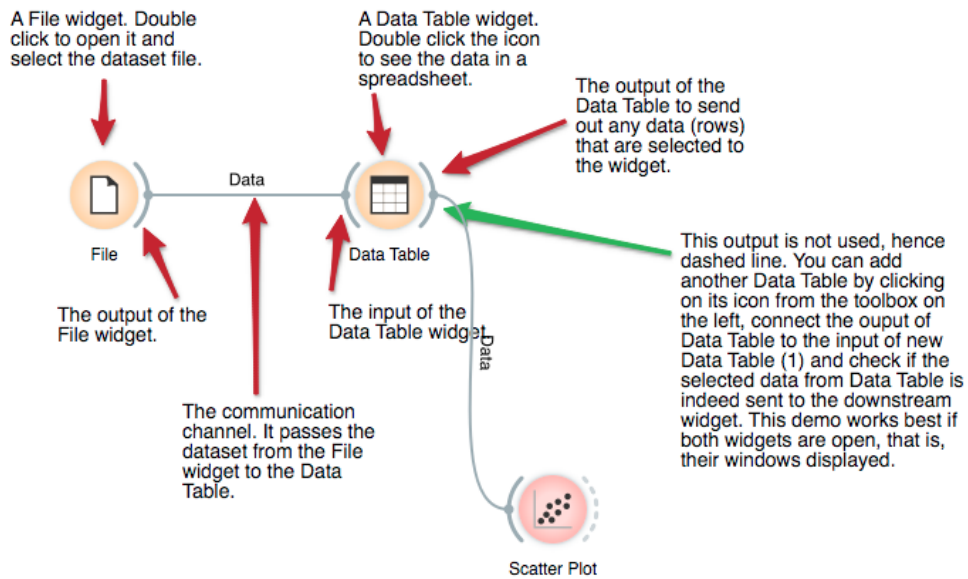 A File widget. Double
click to open it and
select the dataset file.
A Data Table widget.
Double click the icon
to see the data in a
spreadsheet.
The output of the
Data Table to send
out any data (rows)
that are selected to
the widget.
Data
File
Data Table
The output of the
File widget.
The input of the
Data Table widget.
Data
This output is not used, hence
dashed line. You can add
another Data Table by clicking
on its icon from the toolbox on
the left, connect the ouput of
Data Table to the input of new
Data Table (1) and check if the
selected data from Data Table is
indeed sent to the downstream
widget. This demo works best if
both widgets are open, that is,
their windows displayed.
The communication
channel. It passes the
dataset from the File
widget to the Data
Table.
Scatter Plot